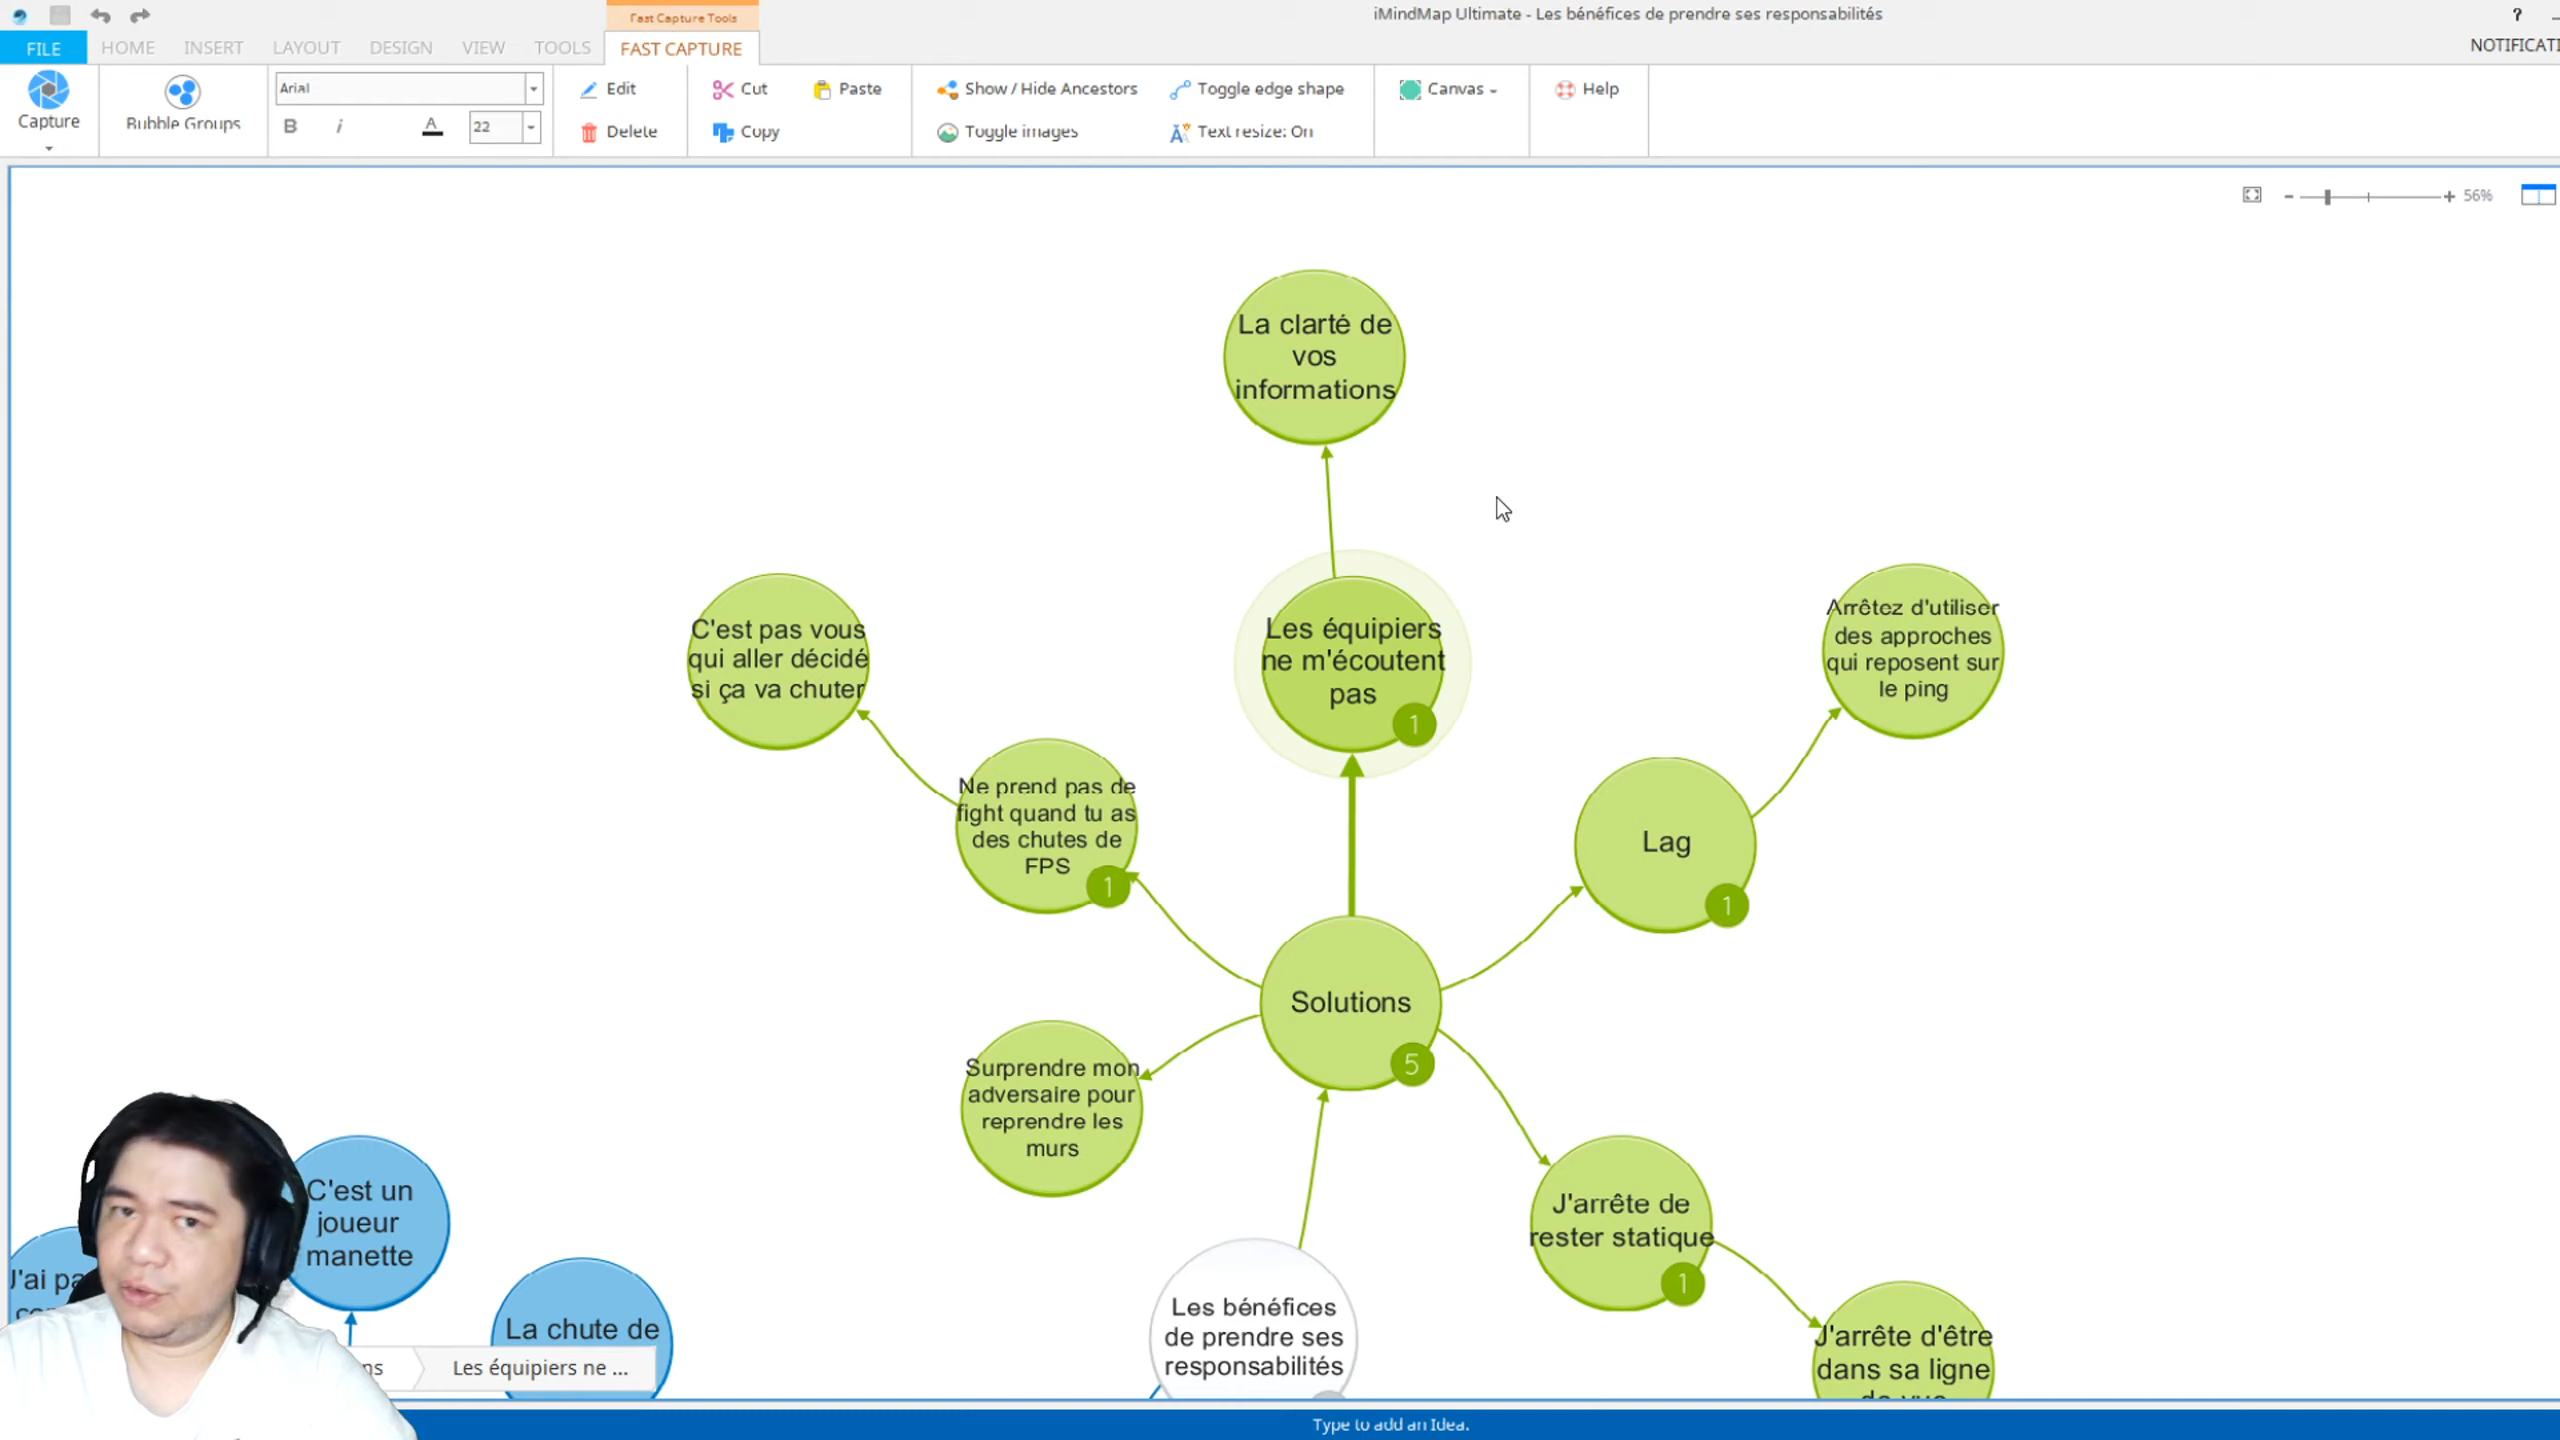 Fast Capture Tools
iMindMap Ultimate - Les bénéfices de prendre ses responsabilités
?
FILE
HOME
INSERT
LAYOUT
DESIGN
VIEW
TOOLS
FAST CAPTURE
Capture
Bubble Groups
Arial
B
i
A
22
Edit
Delete
Cut
Copy
Paste
Show / Hide Ancestors
Toggle images
Toggle edge shape
Text resize: On
Canvas
Help
56%
La clarté de
vos
informations
C'est pas vous
qui aller décidé
si ça va chuter
Les équipiers
ne m'écoutent
pas
1
Arrêtez d'utiliser
des approches
qui reposent sur
le ping
Ne prend pas de
fight quand tu as
des chutes de
FPS
1
Lag
1
Solutions
5
Surprendre mon
adversaire pour
reprendre les
murs
J'arrête de
rester statique
1
C'est un
joueur
manette
J'ai
La chute de
Les bénéfices
de prendre ses
responsabilités
J'arrête d'être
dans sa ligne
de vue
Les équipiers ne ...
Type to add an Idea.